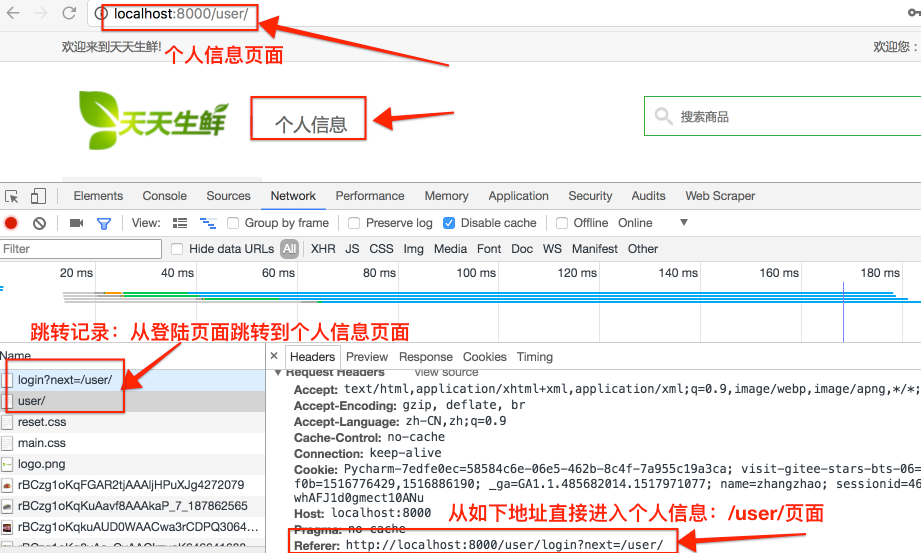 localhost:8000/user/
欢迎来到天天生鲜!
个人信息页面
欢迎您：
天天生鲜
个人信息
搜索商品
Elements Console Sources Network Performance Memory Application Security Audits Web Scraper
View: Group by frame Preserve log Disable cache Offline Online
Filter Hide data URLs All XHR JS CSS Img Media Font Doc WS Manifest Other
20 ms 40 ms 60 ms 80 ms 100 ms 120 ms 140 ms 160 ms 180 ms
跳转记录：从登陆页面跳转到个人信息页面
Name
login?next=/user/
user/
reset.css
main.css
logo.png
rBCzg1oKqFGAR2tjAAAljHPuXJg4272079
rBCzg1oKqKuAavf8AAAkaP_7_187862565
rBCzg1oKqkuAUD0WAACwa3rCDPQ3064...
× Headers Preview Response Cookies Timing
Request Headers view source
Accept: text/html,application/xhtml+xml,application/xml;q=0.9,image/webp,image/apng,*/*;
Accept-Encoding: gzip, deflate, br
Accept-Language: zh-CN,zh;q=0.9
Cache-Control: no-cache
Connection: keep-alive
Cookie: Pycharm-7edfe0ec=58584c6e-06e5-462b-8c4f-7a955c19a3ca; visit-gitee-stars-bts-06=
f0b=1516776429,1516886190; _ga=GA1.1.485682014.1517971077; name=zhangzhao; sessionid=46
whAFJ1d0gmect10ANu
Host: localhost:8000
从如下地址直接进入个人信息：/user/页面
Pragma: no-cache
Referer: http://localhost:8000/user/login?next=/user/